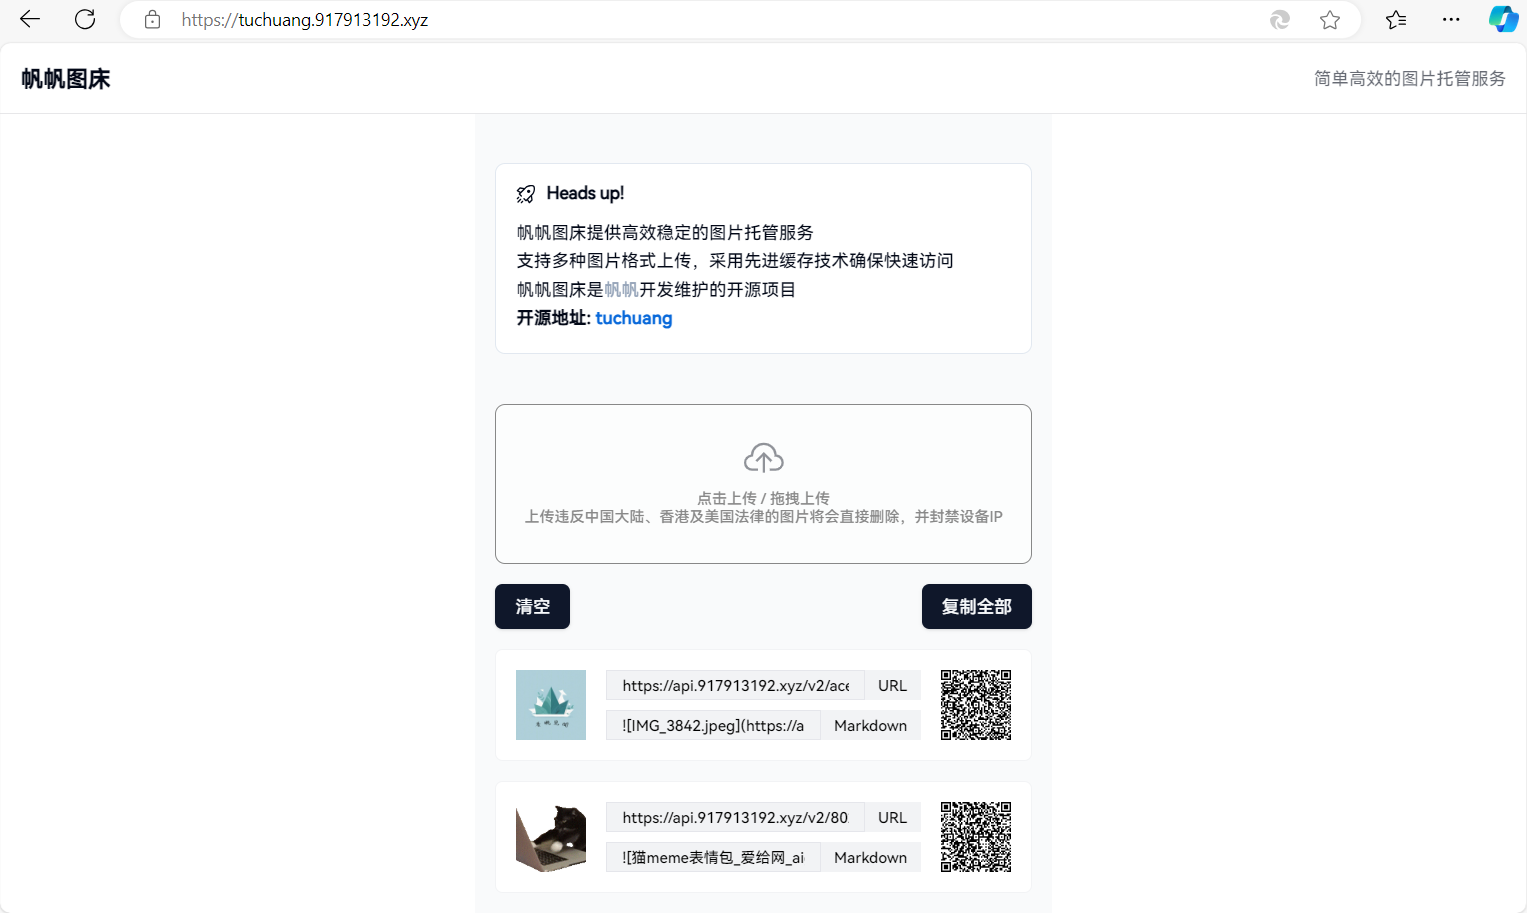 https://tuchuang.917913192.xyz
帆帆图床
简单高效的图片托管服务
Heads up!
帆帆图床提供高效稳定的图片托管服务
支持多种图片格式上传，采用先进缓存技术确保快速访问
帆帆图床是帆帆开发维护的开源项目
开源地址: tuchuang
点击上传 / 拖拽上传
上传违反中国大陆、香港及美国法律的图片将会直接删除，并封禁设备IP
清空
复制全部
https://api.917913192.xyz/v2/ace
URL
![IMG_3842.jpeg](https://a
Markdown
https://api.917913192.xyz/v2/80
URL
![猫meme表情包_爱给网_ai
Markdown